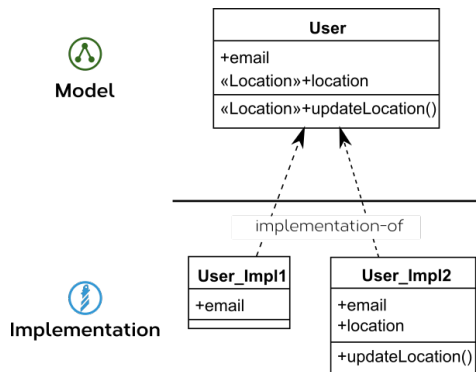 User
+email
«Location»+location
«Location»+updateLocation()
Model
implementation-of
User_Impl1
+email
User_Impl2
+email
+location
+updateLocation()
Implementation